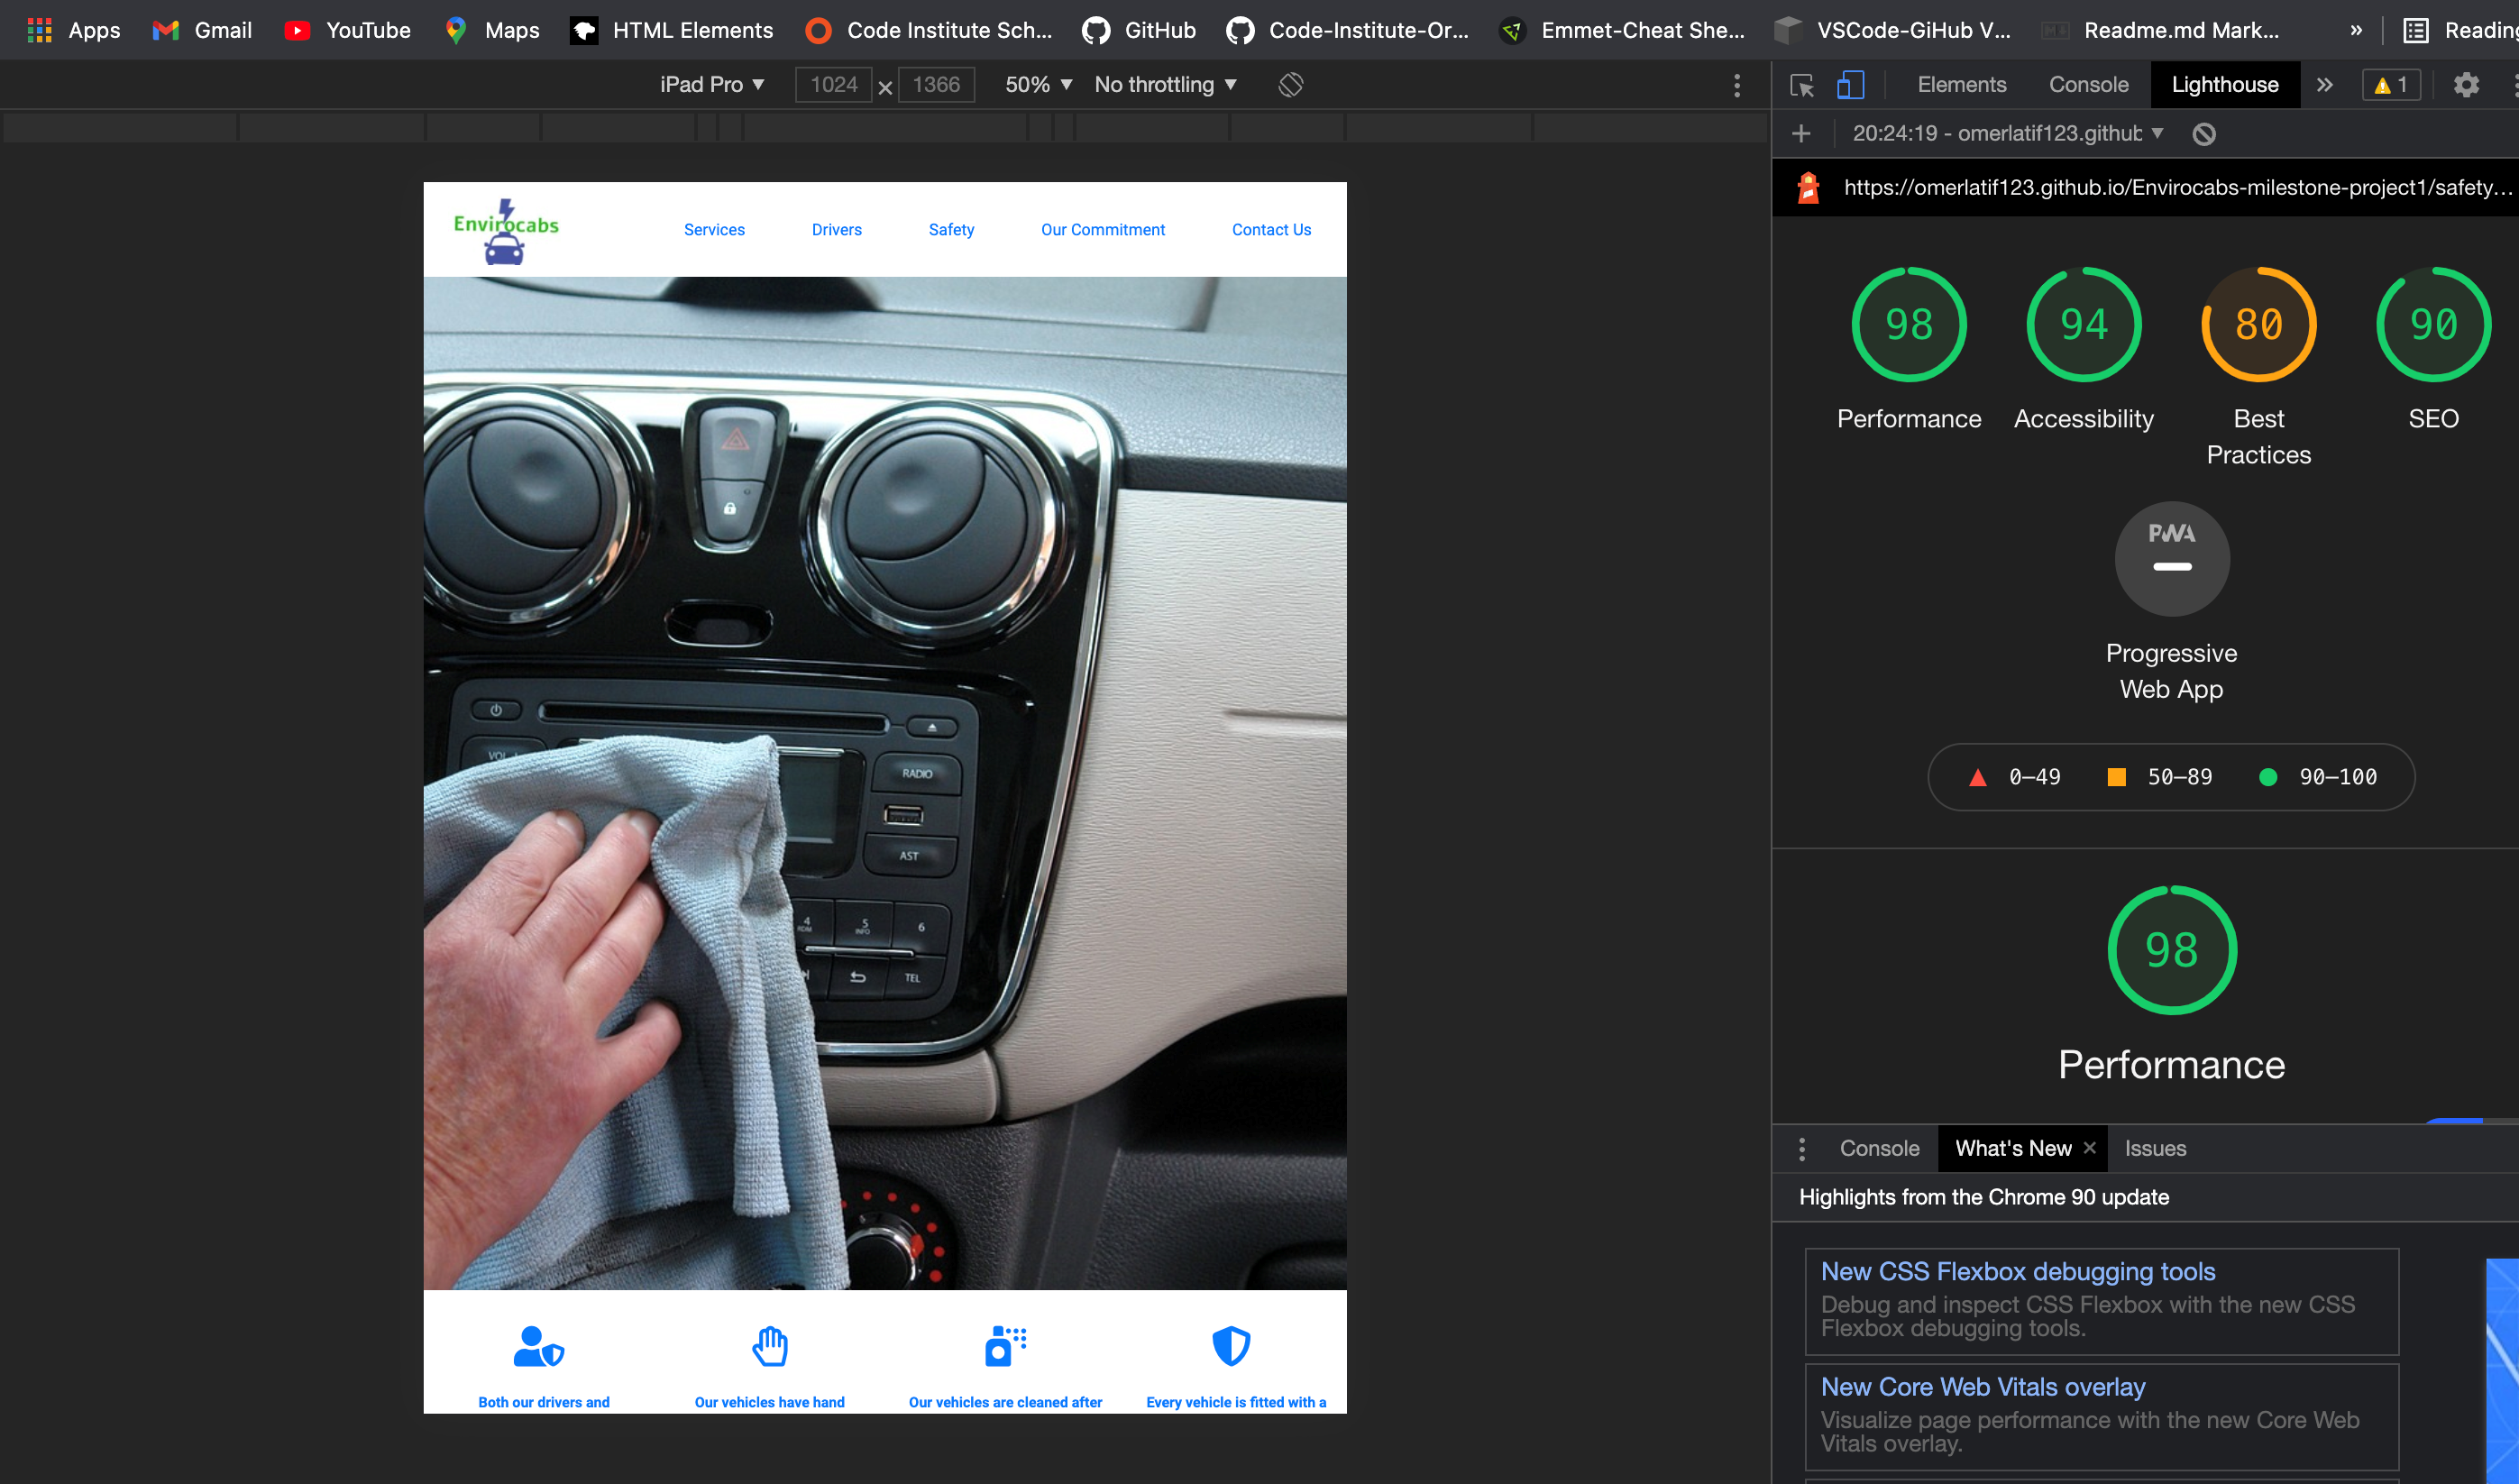 Apps Gmail YouTube Maps HTML Elements Code Institute Sch... GitHub Code-Institute-Or... Emmet-Cheat She... VSCode-GiHub V... Readme.md Mark... » Reading
iPad Pro ▼ 1024 × 1366 50% ▼ No throttling ▼
Elements Console Lighthouse » 1
20:24:19 - omerlatif123.github ▼
https://omerlatif123.github.io/Envirocabs-milestone-project1/safety...
Envirocabs
Services Drivers Safety Our Commitment Contact Us
98 94 80 90
Performance Accessibility Best Practices SEO
PWA
Progressive
Web App
0–49 50–89 90–100
98
Performance
VOL
RADIO
AST
4 5 6
RDM INFO
TEL
Both our drivers and
Our vehicles have hand
Our vehicles are cleaned after
Every vehicle is fitted with a
Console What's New × Issues
Highlights from the Chrome 90 update
New CSS Flexbox debugging tools
Debug and inspect CSS Flexbox with the new CSS
Flexbox debugging tools.
New Core Web Vitals overlay
Visualize page performance with the new Core Web
Vitals overlay.